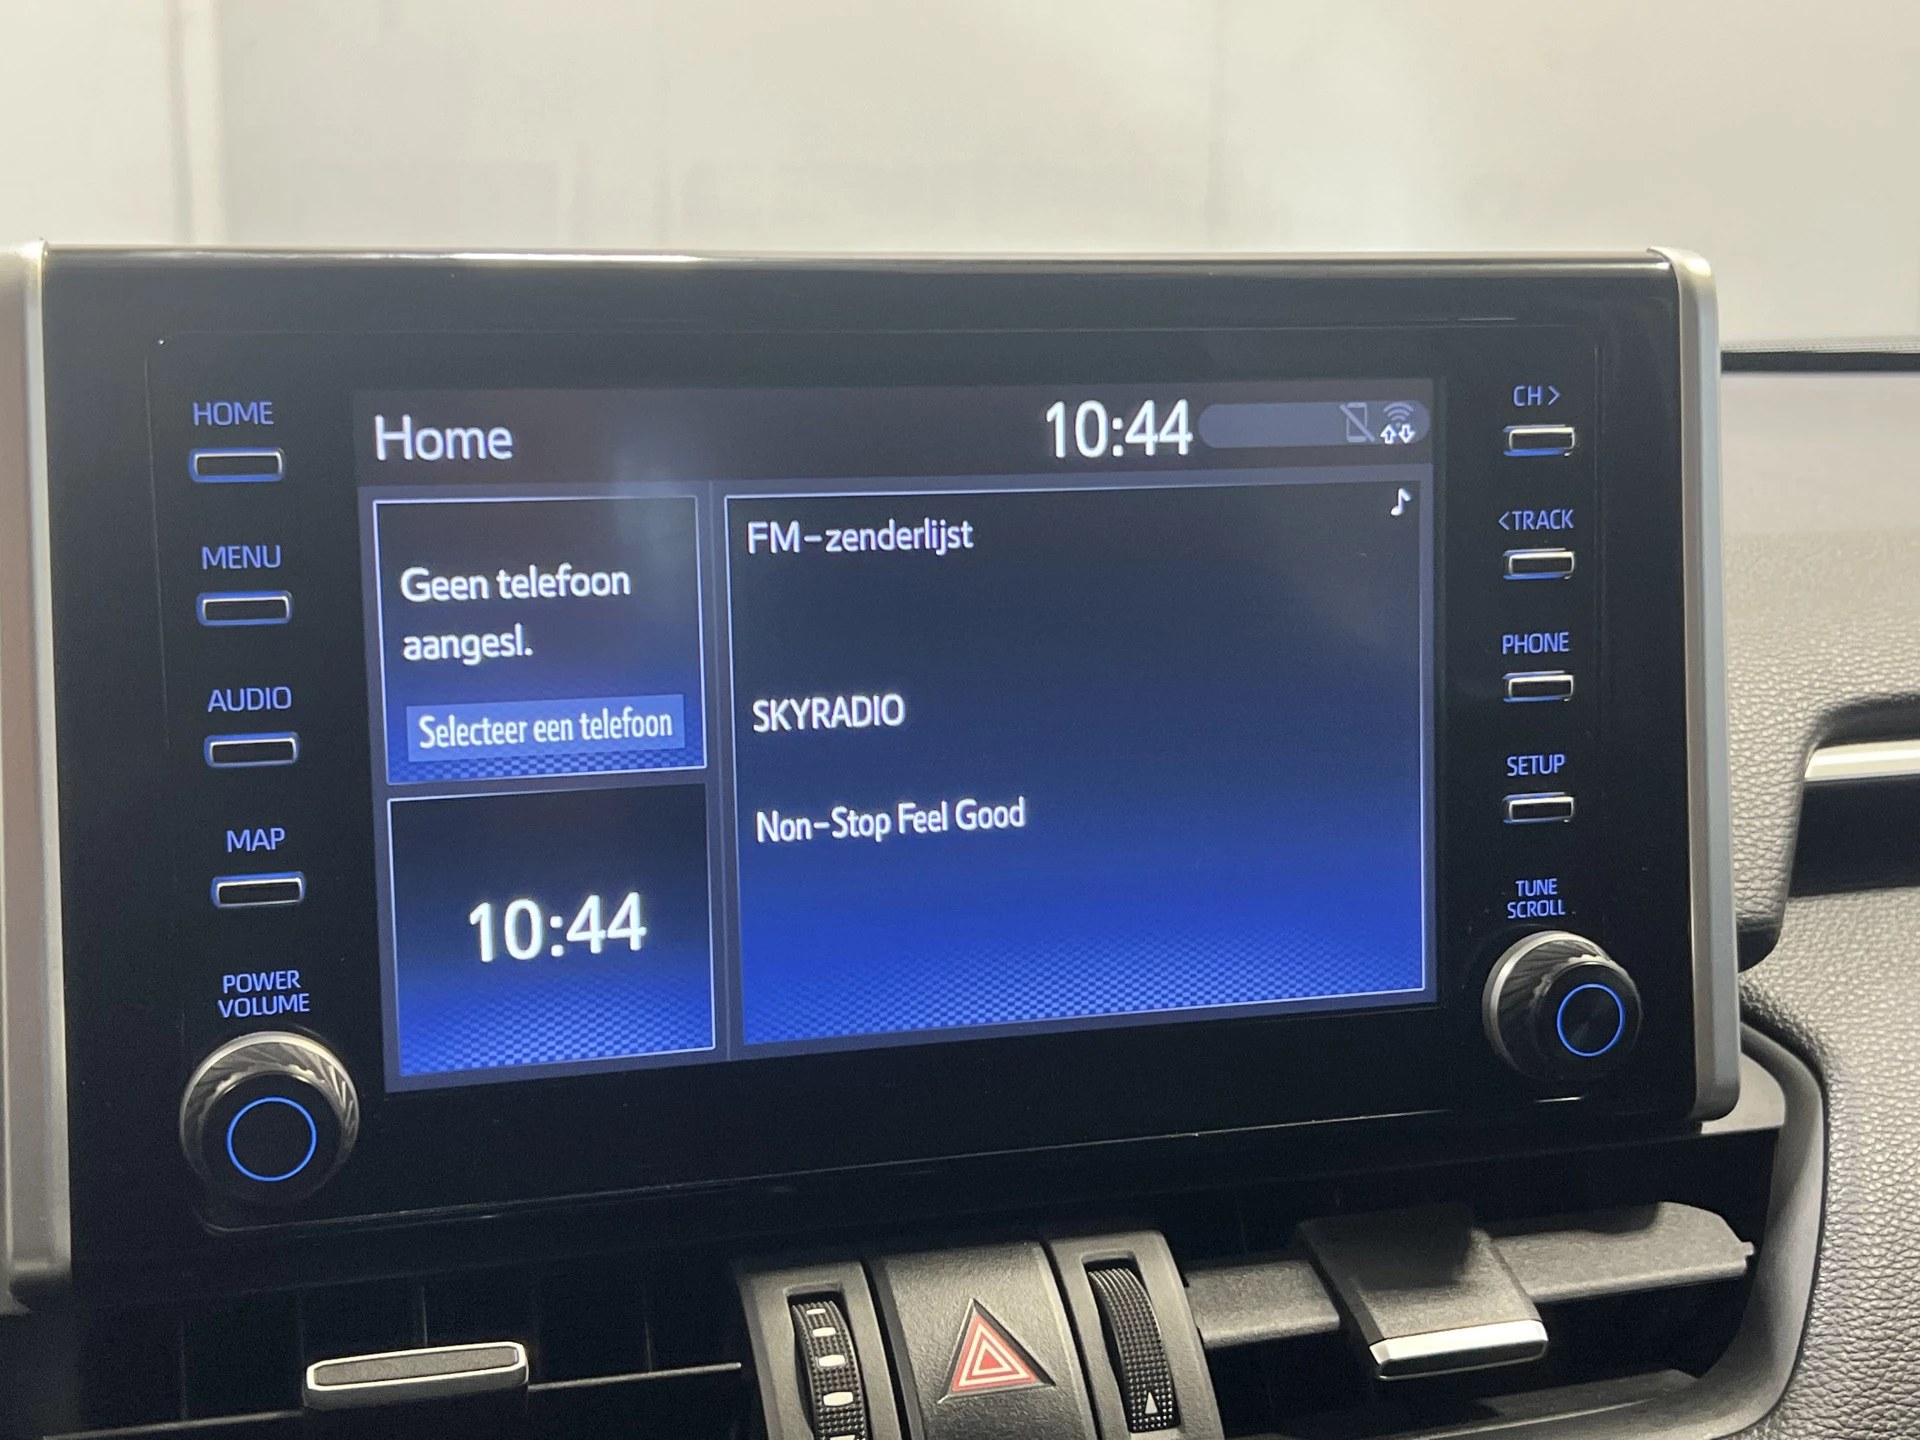 HOME
MENU
AUDIO
MAP
POWER
VOLUME
Home
10:44
Geen telefoon
aangesl.
Selecteer een telefoon
10:44
FM-zenderlijst
SKYRADIO
Non-Stop Feel Good
CH >
< TRACK
PHONE
SETUP
TUNE
SCROLL